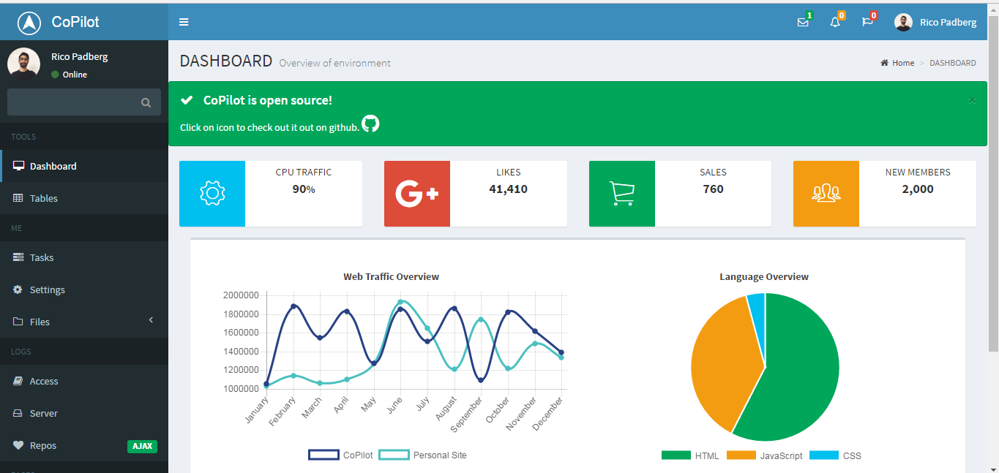 CoPilot
1
0
0
Rico Padberg
Rico Padberg
Online
TOOLS
Dashboard
Tables
ME
Tasks
Settings
Files
LOGS
Access
Server
Repos
AJAX
DASHBOARD Overview of environment
Home > DASHBOARD
CoPilot is open source!
×
Click on icon to check out it out on github.
CPU TRAFFIC
90%
G+
LIKES
41,410
SALES
760
NEW MEMBERS
2,000
Web Traffic Overview
2000000
1800000
1600000
1400000
1200000
1000000
January
February
March
April
May
June
July
August
September
October
November
December
CoPilot
Personal Site
Language Overview
HTML
JavaScript
CSS